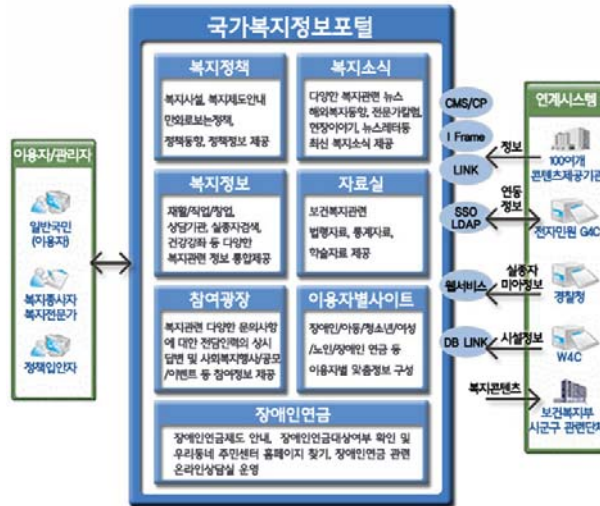 국가복지정보포털
복지정책
복지시설, 복지제도안내
만화로보는정책,
정책동향, 정책정보 제공
복지소식
다양한 복지관련 뉴스
해외복지동향, 전문가칼럼,
현장이야기, 뉴스레터등
최신 복지소식 제공
복지정보
재활/직업/창업,
상담기관, 실종자검색,
건강강좌 등 다양한
복지관련 정보 통합제공
자료실
보건복지관련
법령자료, 통계자료,
학술자료 제공
참여광장
복지관련 다양한 문의사항
에 대한 전담인력의 상시
답변 및 사회복지행사/공모
/이벤트 등 참여정보 제공
이용자별사이트
장애인/아동/청소년/여성
/노인/장애인 연금 등
이용자별 맞춤정보 구성
장애인연금
장애인연금제도 안내, 장애인연금대상여부 확인 및
우리동네 주민센터 홈페이지 찾기, 장애인연금 관련
온라인상담실 운영
이용자/관리자
일반국민
(이용자)
복지종사자
복지전문가
정책입안자
CMS/CP
I Frame
LINK
SSO
LDAP
웹서비스
DB LINK
정보
연동
정보
실종자
미아정보
시설정보
복지콘텐츠
연계시스템
100여개
콘텐츠제공기관
전자민원 G4C
경찰청
W4C
보건복지부
시군구 관련단체